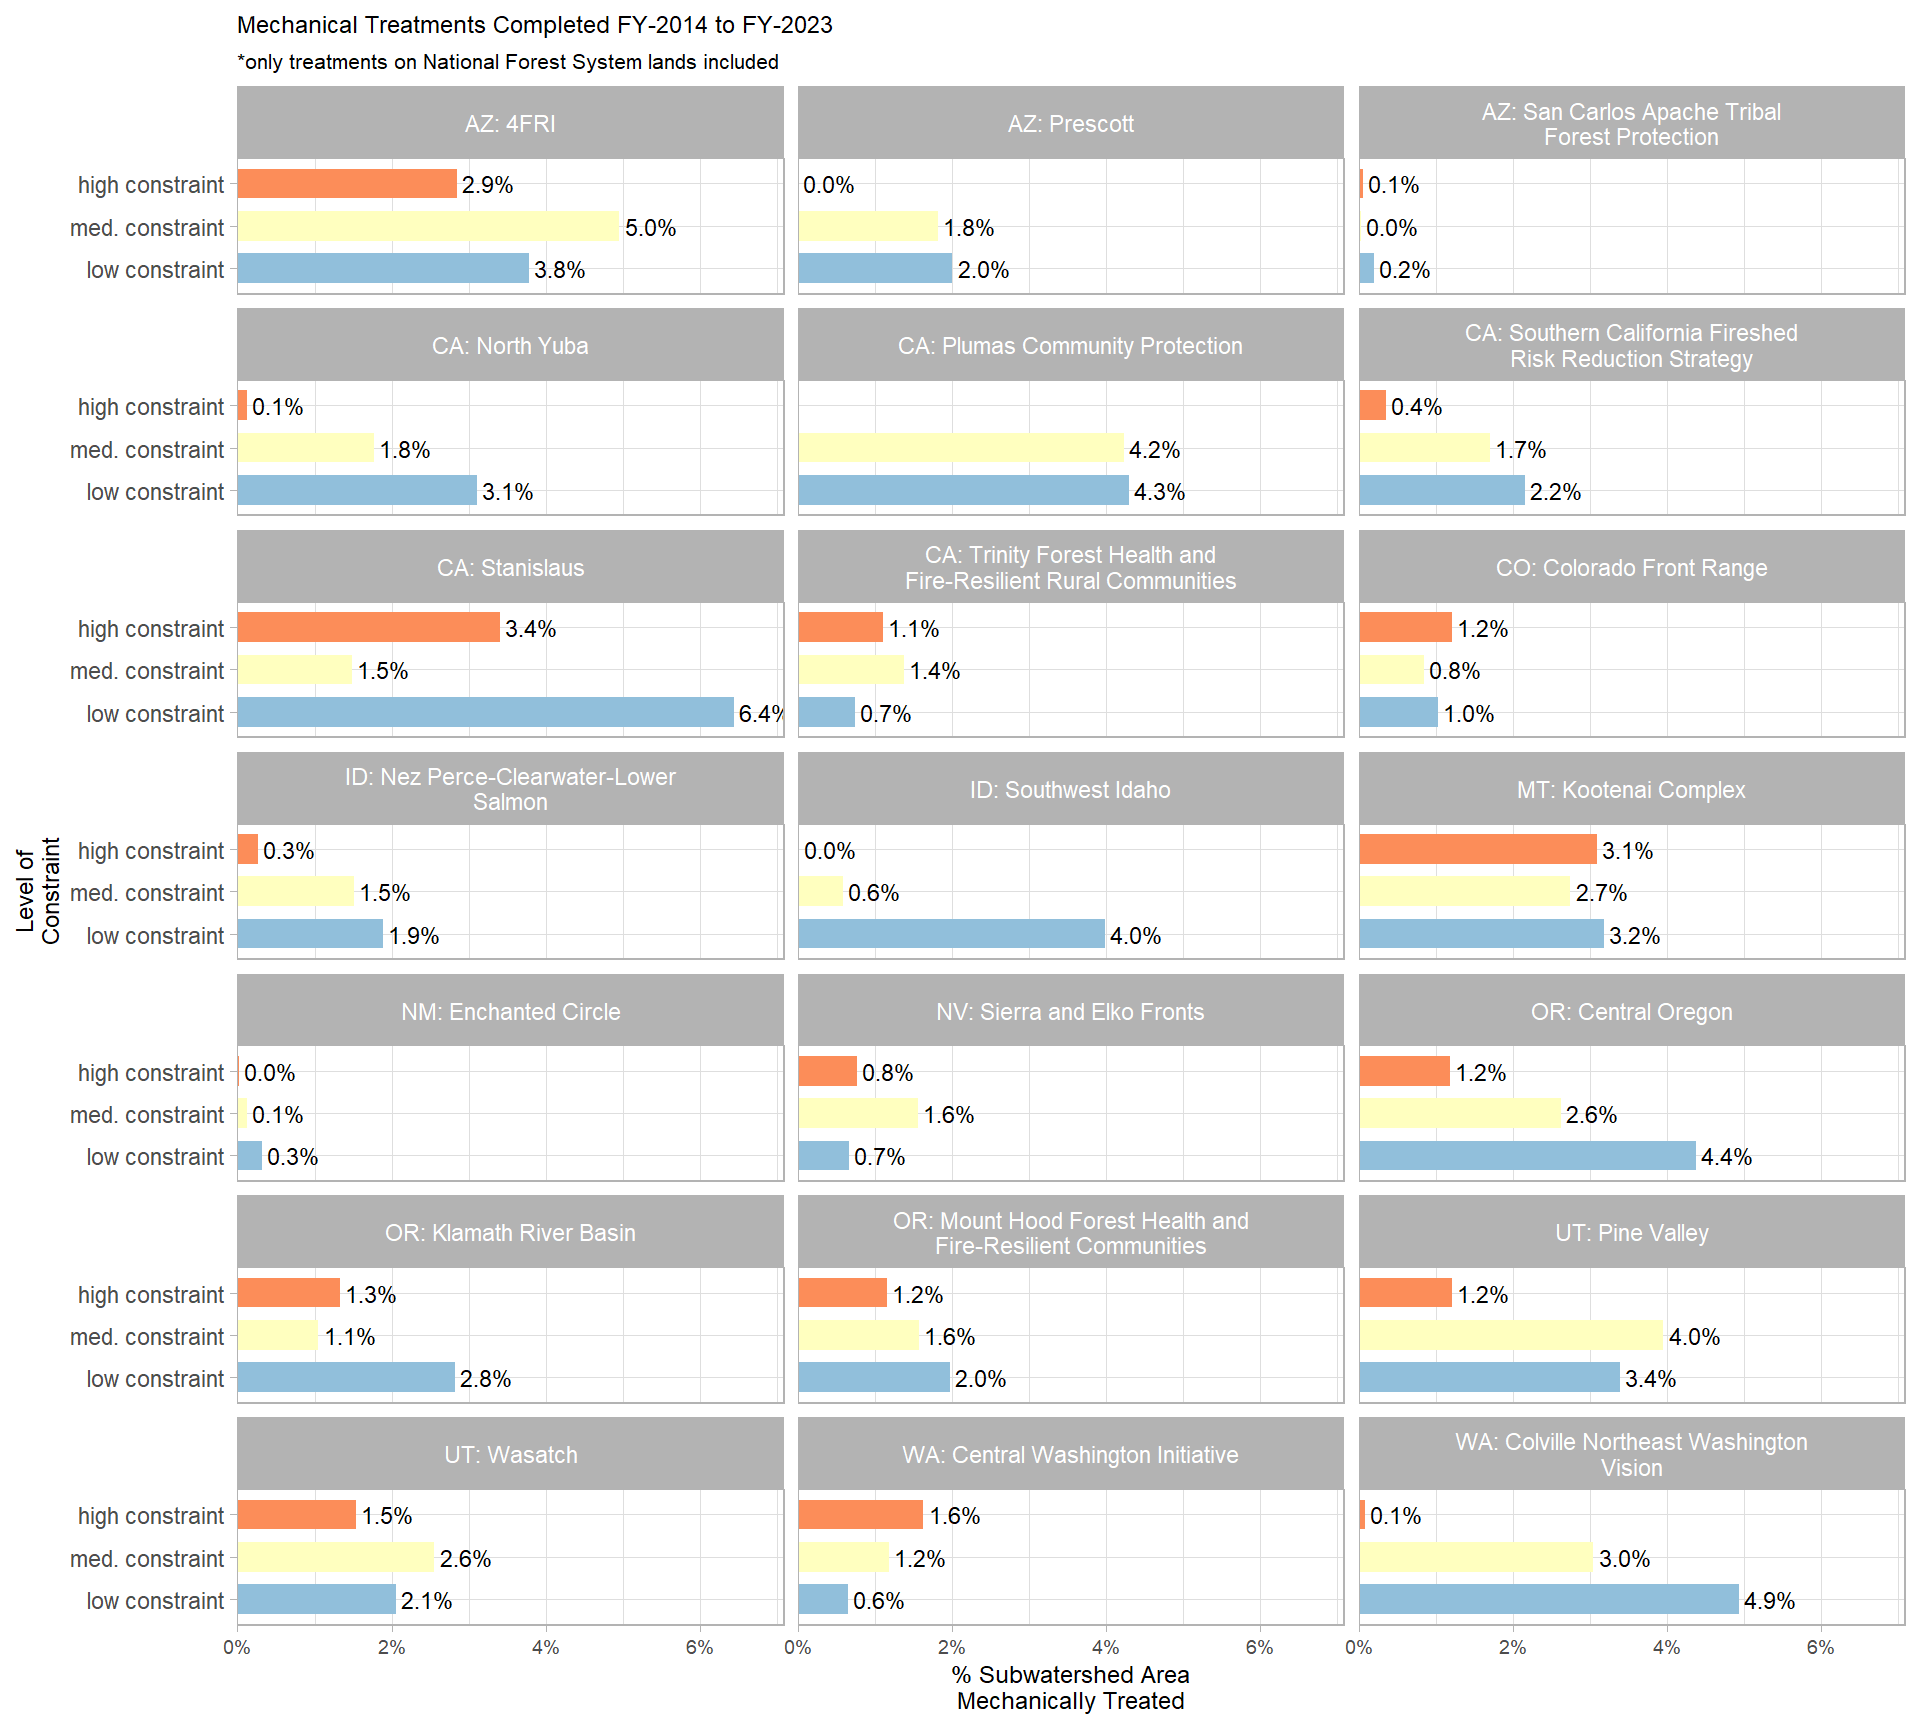 Mechanical Treatments Completed FY-2014 to FY-2023
*only treatments on National Forest System lands included
AZ: 4FRI
high constraint 2.9%
med. constraint 5.0%
low constraint 3.8%
AZ: Prescott
0.0%
1.8%
2.0%
AZ: San Carlos Apache Tribal
Forest Protection
0.1%
0.0%
0.2%
CA: North Yuba
high constraint 0.1%
med. constraint 1.8%
low constraint 3.1%
CA: Plumas Community Protection
4.2%
4.3%
CA: Southern California Fireshed
Risk Reduction Strategy
0.4%
1.7%
2.2%
CA: Stanislaus
high constraint 3.4%
med. constraint 1.5%
low constraint 6.4%
CA: Trinity Forest Health and
Fire-Resilient Rural Communities
1.1%
1.4%
0.7%
CO: Colorado Front Range
1.2%
0.8%
1.0%
Level of
Constraint
ID: Nez Perce-Clearwater-Lower
Salmon
high constraint 0.3%
med. constraint 1.5%
low constraint 1.9%
ID: Southwest Idaho
0.0%
0.6%
4.0%
MT: Kootenai Complex
3.1%
2.7%
3.2%
NM: Enchanted Circle
high constraint 0.0%
med. constraint 0.1%
low constraint 0.3%
NV: Sierra and Elko Fronts
0.8%
1.6%
0.7%
OR: Central Oregon
1.2%
2.6%
4.4%
OR: Klamath River Basin
high constraint 1.3%
med. constraint 1.1%
low constraint 2.8%
OR: Mount Hood Forest Health and
Fire-Resilient Communities
1.2%
1.6%
2.0%
UT: Pine Valley
1.2%
4.0%
3.4%
UT: Wasatch
high constraint 1.5%
med. constraint 2.6%
low constraint 2.1%
WA: Central Washington Initiative
1.6%
1.2%
0.6%
WA: Colville Northeast Washington
Vision
0.1%
3.0%
4.9%
0% 2% 4% 6% 0% 2% 4% 6% 0% 2% 4% 6%
% Subwatershed Area
Mechanically Treated